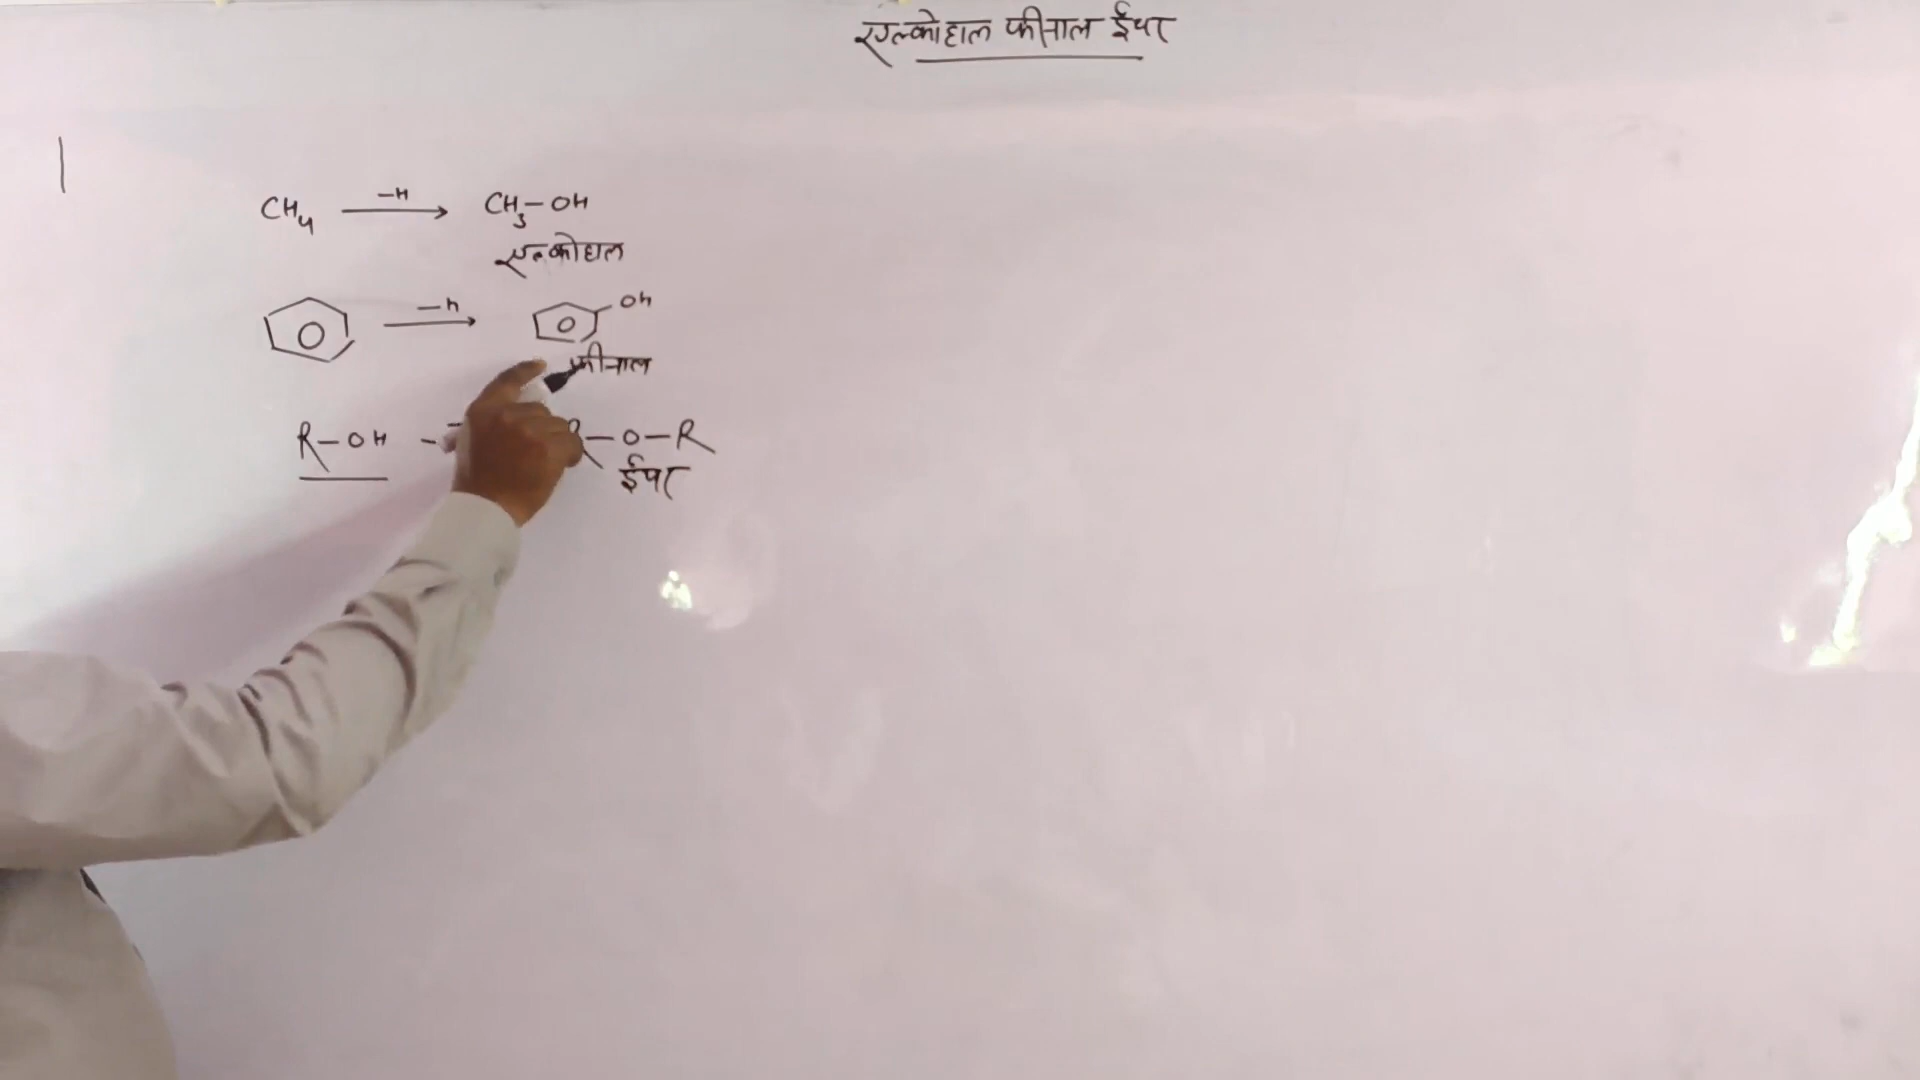 एल्कोहाल फीनाल ईथर
CH₄ —H→ CH₃—OH
एल्कोहाल
—H→ OH
फीनाल
R—OH R—O—R
ईथर